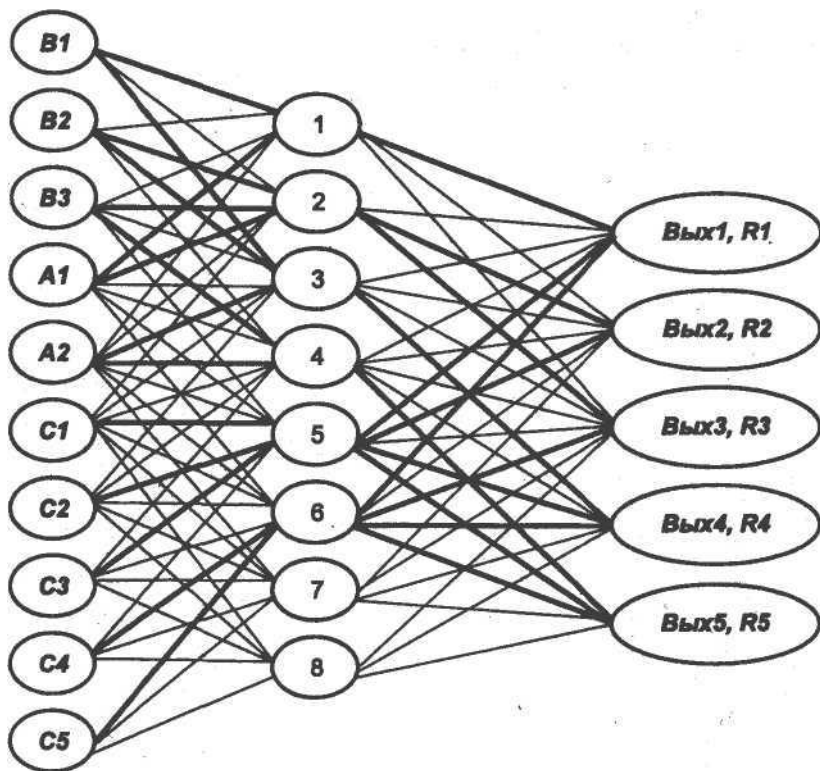 B1
B2
B3
A1
A2
C1
C2
C3
C4
C5
1
2
3
4
5
6
7
8
Вых1, R1
Вых2, R2
Вых3, R3
Вых4, R4
Вых5, R5